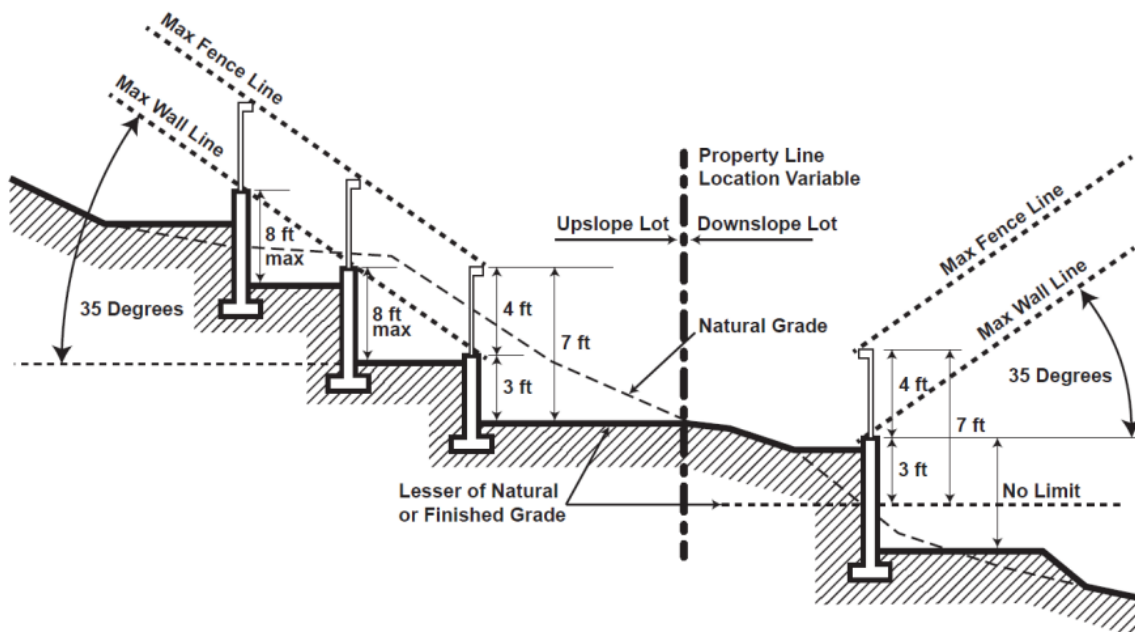 Max Fence Line
Max Wall Line
8 ft
max
35 Degrees
8 ft
max
4 ft
7 ft
3 ft
Property Line
Location Variable
Upslope Lot
Downslope Lot
Natural Grade
Lesser of Natural
or Finished Grade
Max Fence Line
Max Wall Line
35 Degrees
4 ft
7 ft
3 ft
No Limit